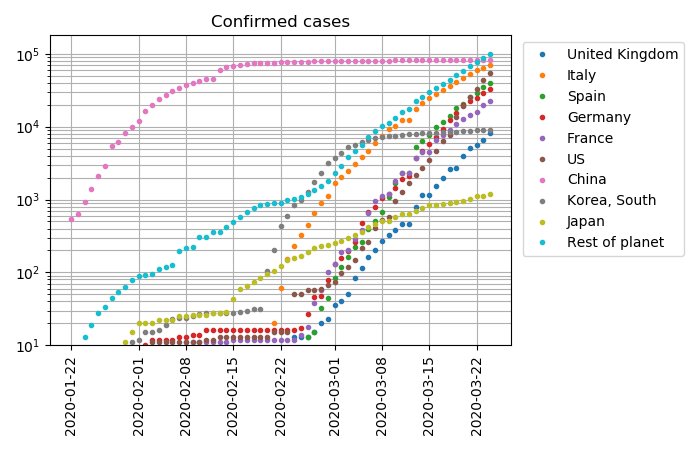 Confirmed cases
10⁵
10⁴
10³
10²
10¹
2020-01-22
2020-02-01
2020-02-08
2020-02-15
2020-02-22
2020-03-01
2020-03-08
2020-03-15
2020-03-22
United Kingdom
Italy
Spain
Germany
France
US
China
Korea, South
Japan
Rest of planet